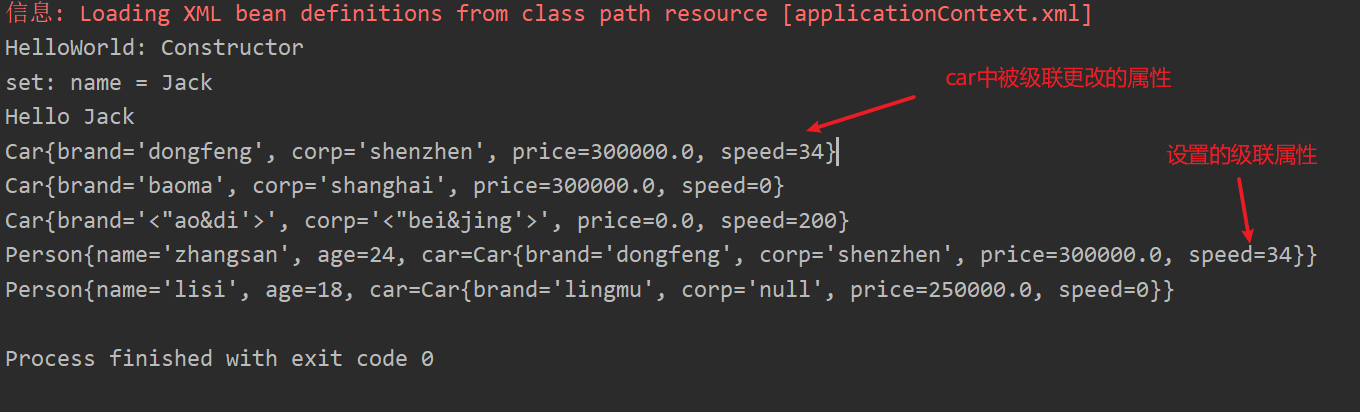 信息: Loading XML bean definitions from class path resource [applicationContext.xml]
HelloWorld: Constructor
set: name = Jack
car中被级联更改的属性
Hello Jack
Car{brand='dongfeng', corp='shenzhen', price=300000.0, speed=34}
设置的级联属性
Car{brand='baoma', corp='shanghai', price=300000.0, speed=0}
Car{brand='<"ao&di'>', corp='<"bei&jing'>', price=0.0, speed=200}
Person{name='zhangsan', age=24, car=Car{brand='dongfeng', corp='shenzhen', price=300000.0, speed=34}}
Person{name='lisi', age=18, car=Car{brand='lingmu', corp='null', price=250000.0, speed=0}}
Process finished with exit code 0